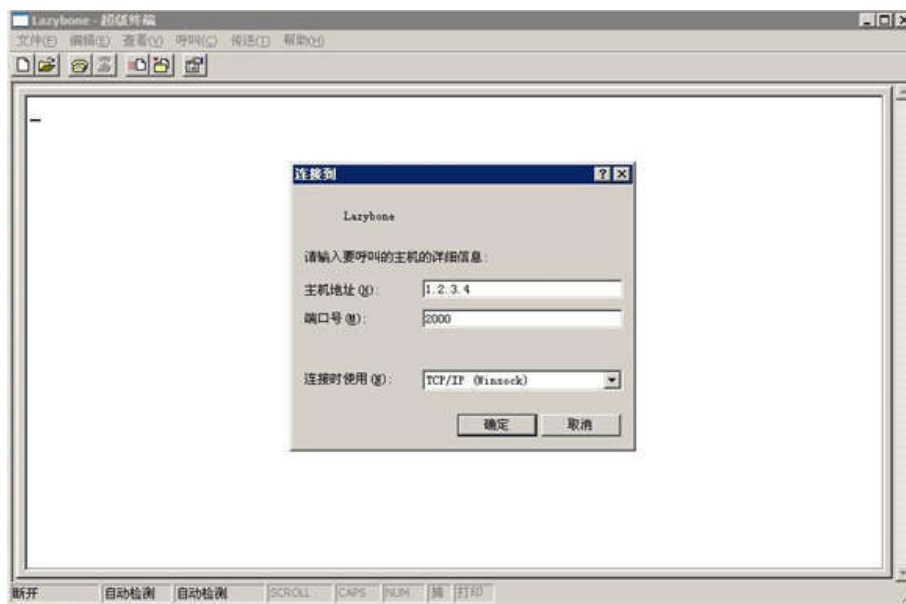 Lazybone - 超级终端
文件(F) 编辑(E) 查看(V) 呼叫(C) 传送(T) 帮助(H)
连接到
Lazybone
请输入要呼叫的主机的详细信息:
主机地址(H): 1.2.3.4
端口号(M): 2000
连接时使用(N): TCP/IP (Winsock)
确定 取消
断开 自动检测 自动检测 SCROLL CAPS NUM 捕 打印